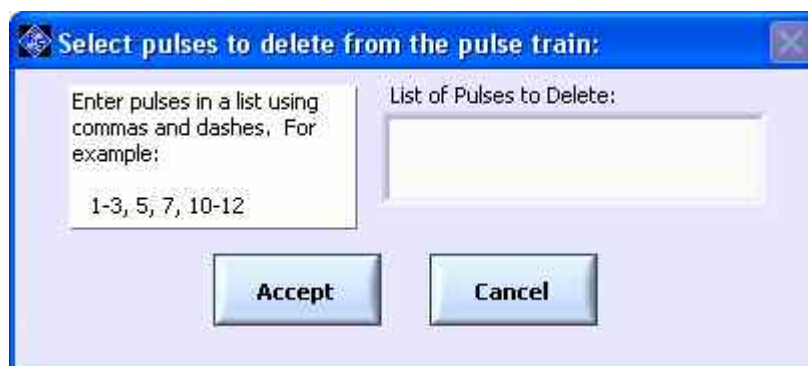 Select pulses to delete from the pulse train:
Enter pulses in a list using
commas and dashes. For
example:
1-3, 5, 7, 10-12
List of Pulses to Delete:
Accept
Cancel